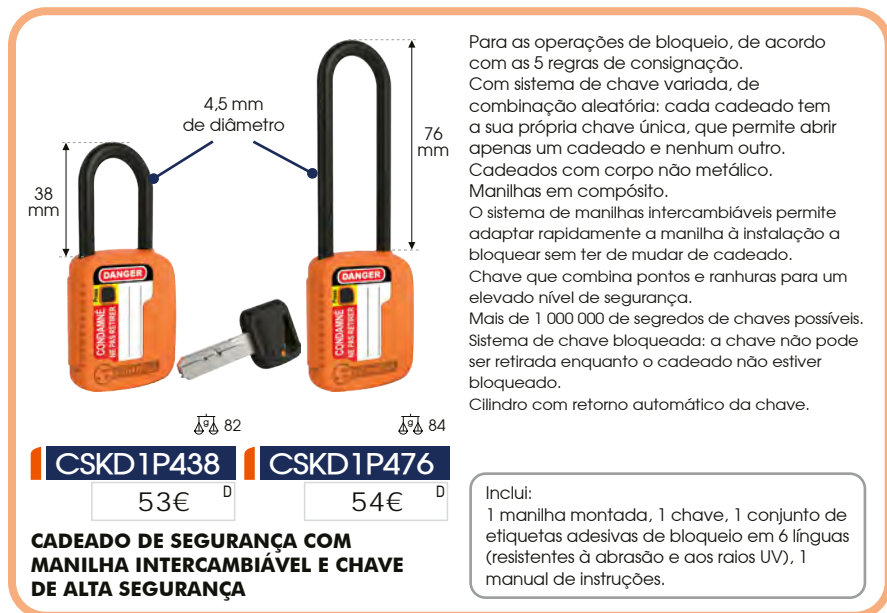 38
mm
4,5 mm
de diâmetro
76
mm
DANGER
CONDAMNÉ
NE PAS RETIRER
DANGER
CONDAMNÉ
NE PAS RETIRER
g 82
g 84
CSKD1P438
CSKD1P476
53€ D
54€ D
CADEADO DE SEGURANÇA COM
MANILHA INTERCAMBIÁVEL E CHAVE
DE ALTA SEGURANÇA
Para as operações de bloqueio, de acordo
com as 5 regras de consignação.
Com sistema de chave variada, de
combinação aleatória: cada cadeado tem
a sua própria chave única, que permite abrir
apenas um cadeado e nenhum outro.
Cadeados com corpo não metálico.
Manilhas em compósito.
O sistema de manilhas intercambiáveis permite
adaptar rapidamente a manilha à instalação a
bloquear sem ter de mudar de cadeado.
Chave que combina pontos e ranhuras para um
elevado nível de segurança.
Mais de 1 000 000 de segredos de chaves possíveis.
Sistema de chave bloqueada: a chave não pode
ser retirada enquanto o cadeado não estiver
bloqueado.
Cilindro com retorno automático da chave.
Inclui:
1 manilha montada, 1 chave, 1 conjunto de
etiquetas adesivas de bloqueio em 6 línguas
(resistentes à abrasão e aos raios UV), 1
manual de instruções.